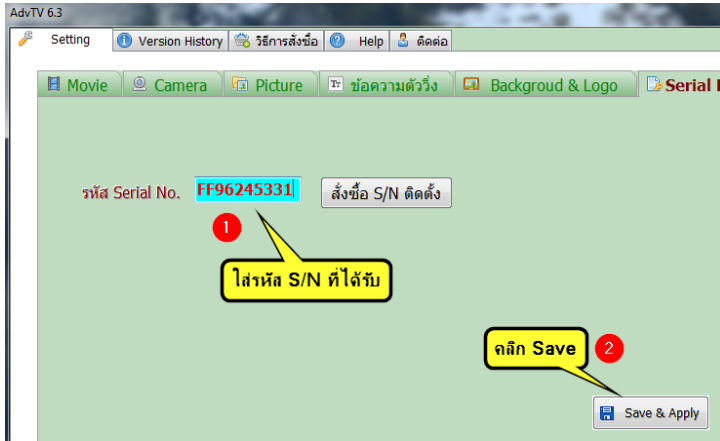 AdvTV 6.3
Setting Version History วิธีการสั่งซื้อ Help ติดต่อ
Movie Camera Picture ข้อความตัววิ่ง Backgroud & Logo Serial
รหัส Serial No. FF96245331 สั่งซื้อ S/N ติดตั้ง
1
ใส่รหัส S/N ที่ได้รับ
คลิก Save 2
Save & Apply